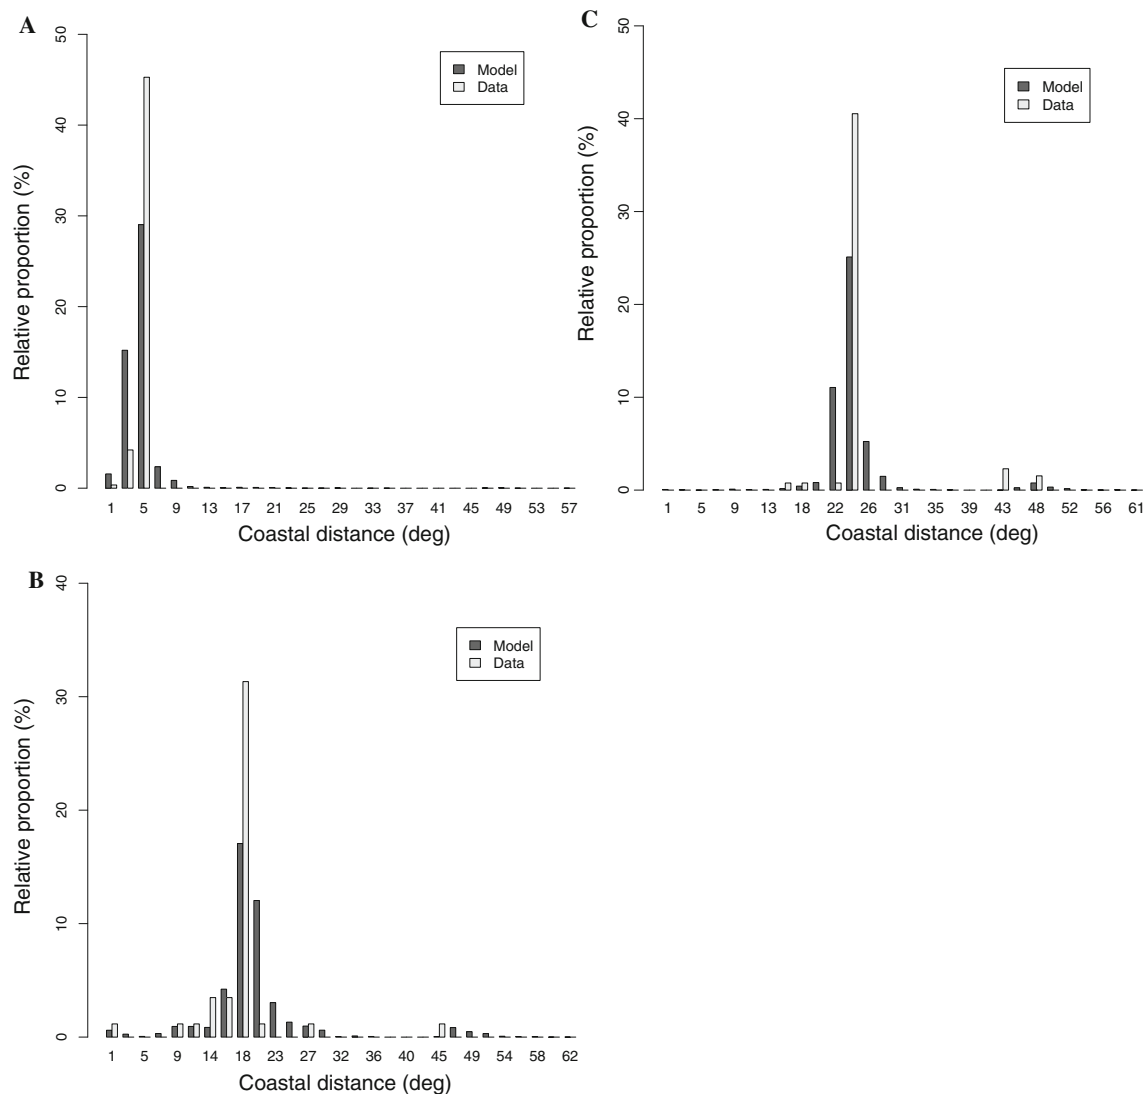 A
50
40
30
20
10
0
Relative proportion (%)
Model
Data
1 5 9 13 17 21 25 29 33 37 41 45 49 53 57
Coastal distance (deg)
C
50
40
30
20
10
0
Relative proportion (%)
Model
Data
1 5 9 13 18 22 26 31 35 39 43 48 52 56 61
Coastal distance (deg)
B
40
30
20
10
0
Relative proportion (%)
Model
Data
1 5 9 14 18 23 27 32 36 40 45 49 54 58 62
Coastal distance (deg)